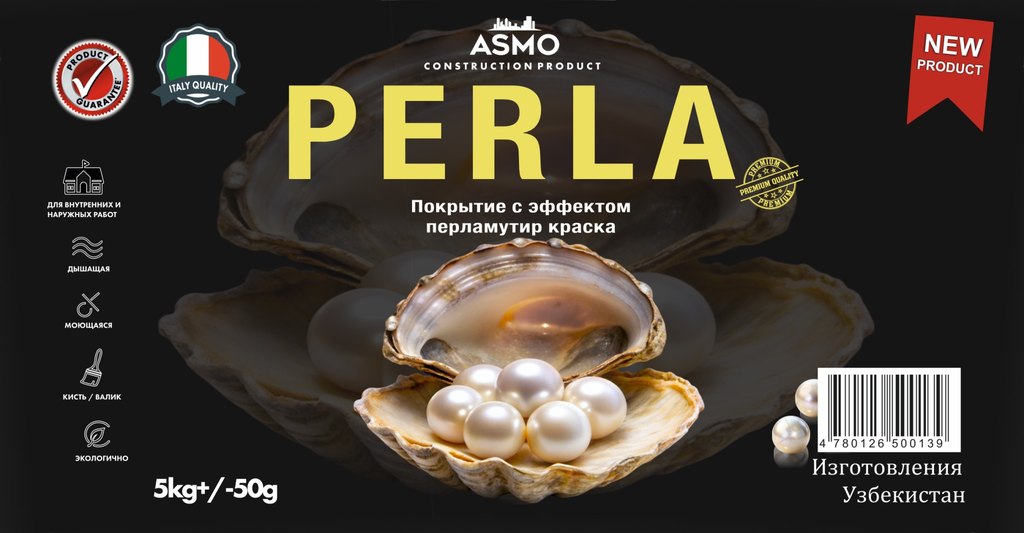 PRODUCT
GUARANTEE
ITALY QUALITY
ASMO
CONSTRUCTION PRODUCT
NEW
PRODUCT
PERLA
PREMIUM
PREMIUM QUALITY
PREMIUM
Покрытие с эффектом
перламутир краска
ДЛЯ ВНУТРЕННИХ И
НАРУЖНЫХ РАБОТ
ДЫШАЩАЯ
МОЮЩАЯСЯ
КИСТЬ / ВАЛИК
ЭКОЛОГИЧНО
5kg+/-50g
4 780126 500139
Изготовления
Узбекистан